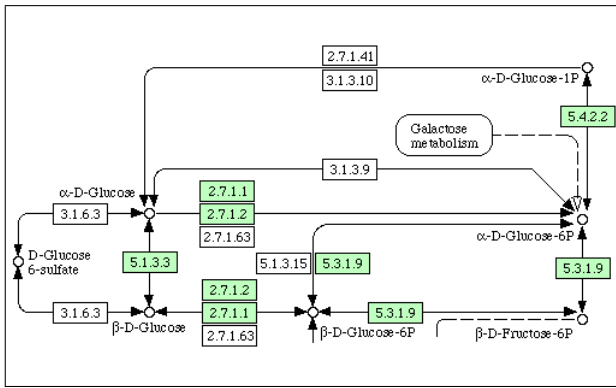 2.7.1.41
3.1.3.10
α-D-Glucose-1P
5.4.2.2
Galactose
metabolism
3.1.3.9
α-D-Glucose
2.7.1.1
3.1.6.3
2.7.1.2
2.7.1.63
α-D-Glucose-6P
D-Glucose
6-sulfate
5.1.3.3
5.1.3.15
5.3.1.9
5.3.1.9
2.7.1.2
3.1.6.3
2.7.1.1
5.3.1.9
2.7.1.63
β-D-Glucose
β-D-Glucose-6P
β-D-Fructose-6P